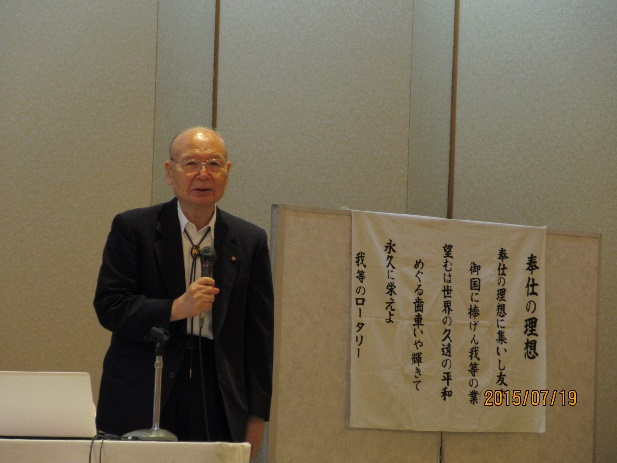 奉仕の理想
奉仕の理想に集いし友よ
御国に捧げん我等の業
望むは世界の久遠の平和
めぐる歯車いや輝きて
永久に栄えよ
我等のロータリー
2015/07/19